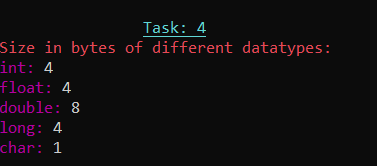 Task: 4
Size in bytes of different datatypes:
int: 4
float: 4
double: 8
long: 4
char: 1